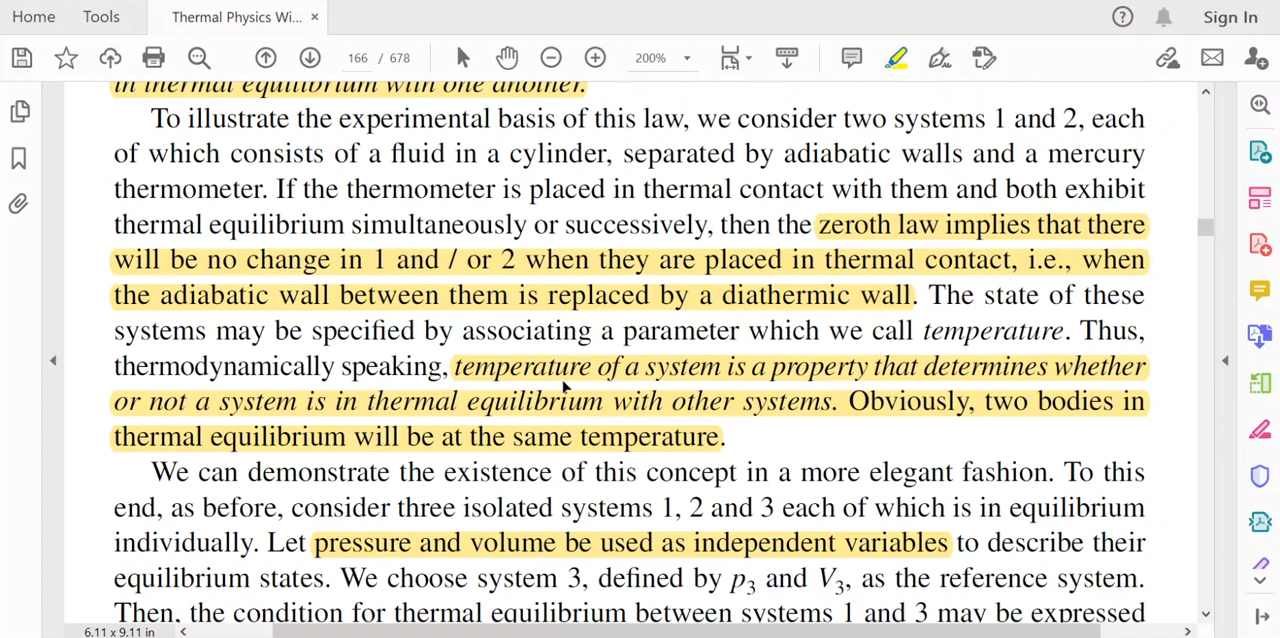 Home Tools Thermal Physics Wi... × Sign In
166 / 678 200%
in thermal equilibrium with one another.
To illustrate the experimental basis of this law, we consider two systems 1 and 2, each
of which consists of a fluid in a cylinder, separated by adiabatic walls and a mercury
thermometer. If the thermometer is placed in thermal contact with them and both exhibit
thermal equilibrium simultaneously or successively, then the zeroth law implies that there
will be no change in 1 and / or 2 when they are placed in thermal contact, i.e., when
the adiabatic wall between them is replaced by a diathermic wall. The state of these
systems may be specified by associating a parameter which we call temperature. Thus,
thermodynamically speaking, temperature of a system is a property that determines whether
or not a system is in thermal equilibrium with other systems. Obviously, two bodies in
thermal equilibrium will be at the same temperature.
We can demonstrate the existence of this concept in a more elegant fashion. To this
end, as before, consider three isolated systems 1, 2 and 3 each of which is in equilibrium
individually. Let pressure and volume be used as independent variables to describe their
equilibrium states. We choose system 3, defined by p₃ and V₃, as the reference system.
Then, the condition for thermal equilibrium between systems 1 and 3 may be expressed
6.11 x 9.11 in